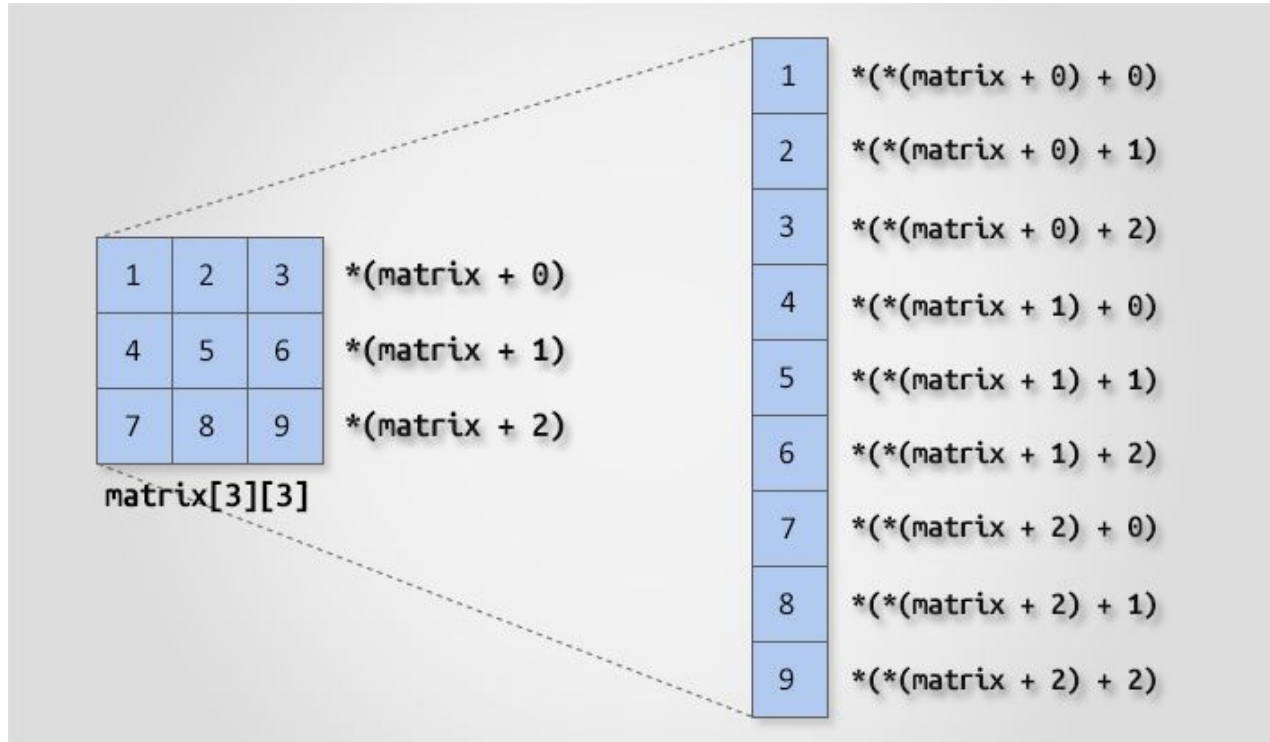 1 2 3 *(matrix + 0)
4 5 6 *(matrix + 1)
7 8 9 *(matrix + 2)
matrix[3][3]
1 *(*(matrix + 0) + 0)
2 *(*(matrix + 0) + 1)
3 *(*(matrix + 0) + 2)
4 *(*(matrix + 1) + 0)
5 *(*(matrix + 1) + 1)
6 *(*(matrix + 1) + 2)
7 *(*(matrix + 2) + 0)
8 *(*(matrix + 2) + 1)
9 *(*(matrix + 2) + 2)